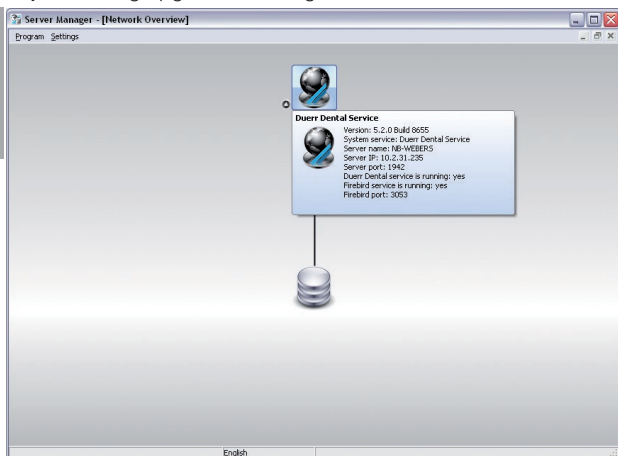 Server Manager - [Network Overview]
Program Settings
Duerr Dental Service
Version: 5.2.0 Build 8655
System service: Duerr Dental Service
Server name: NB-WEBERS
Server IP: 10.2.31.235
Server port: 1942
Duerr Dental service is running: yes
Firebird service is running: yes
Firebird port: 3053
English